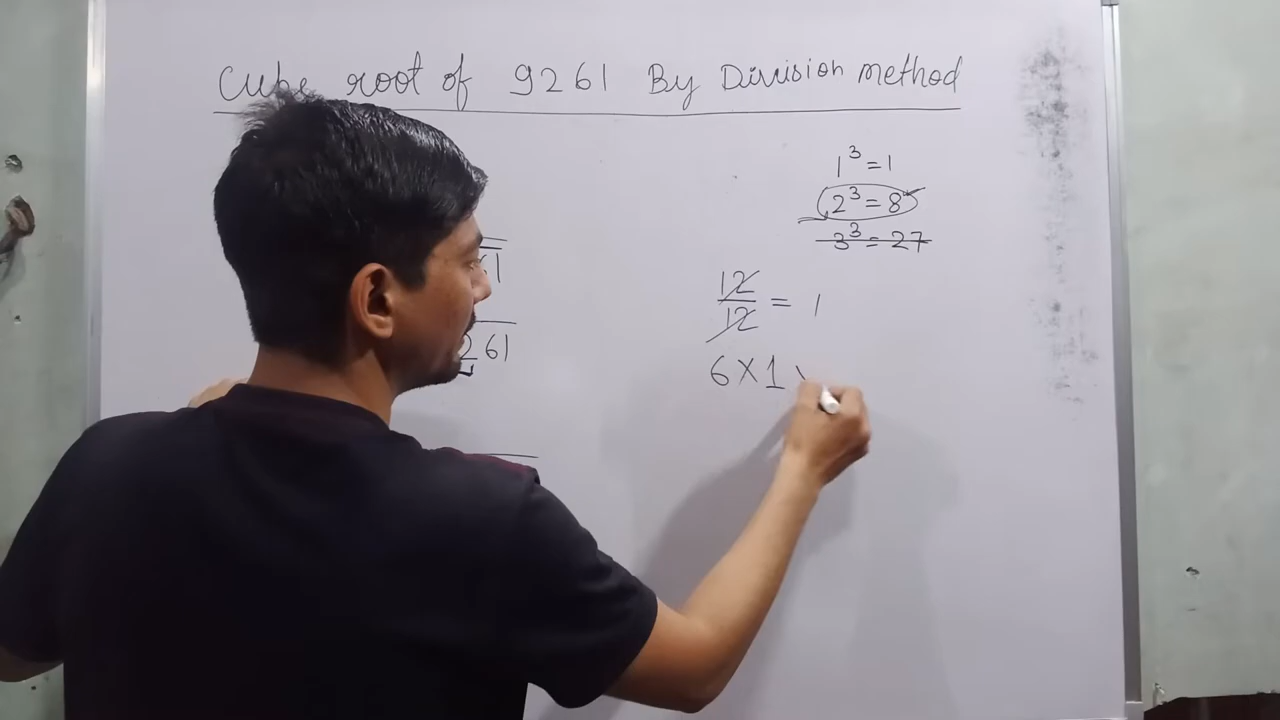 Cube root of 9261 By Division method
1³ = 1
2³ = 8
3³ = 27
12/12 = 1
261
6 × 1